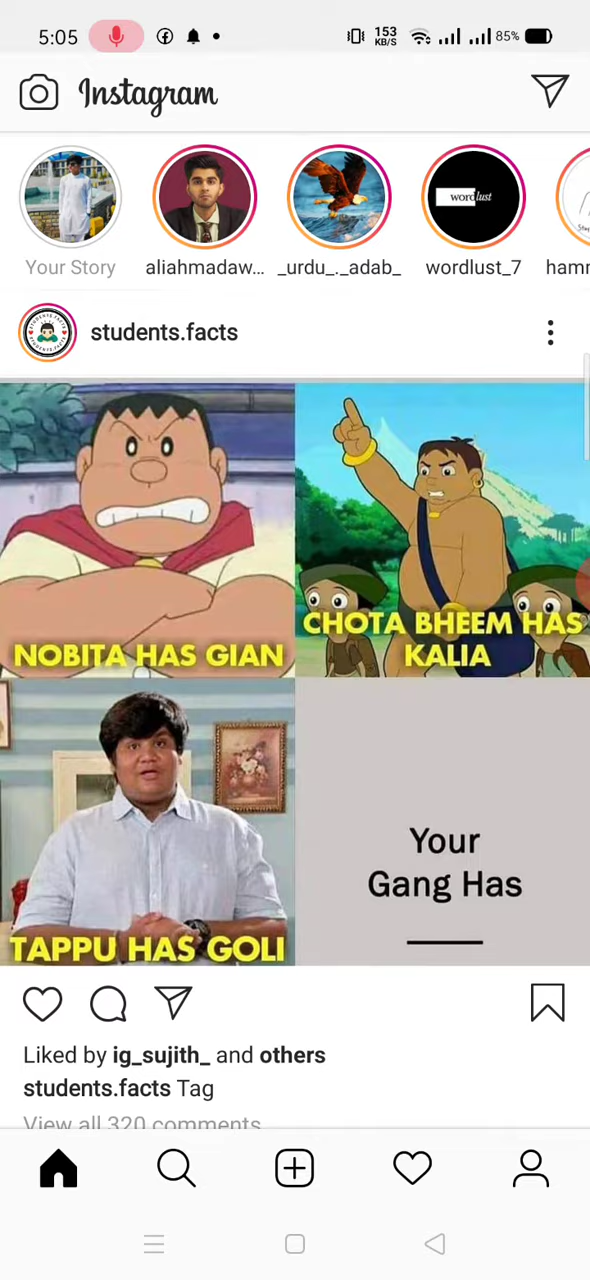 5:05
153
KB/S
85%
Instagram
wordlust
Your Story
aliahmadaw...
_urdu_._adab_
wordlust_7
hamr
students.facts
NOBITA HAS GIAN
CHOTA BHEEM HAS
KALIA
TAPPU HAS GOLI
Your
Gang Has
Liked by ig_sujith_ and others
students.facts Tag
View all 320 comments